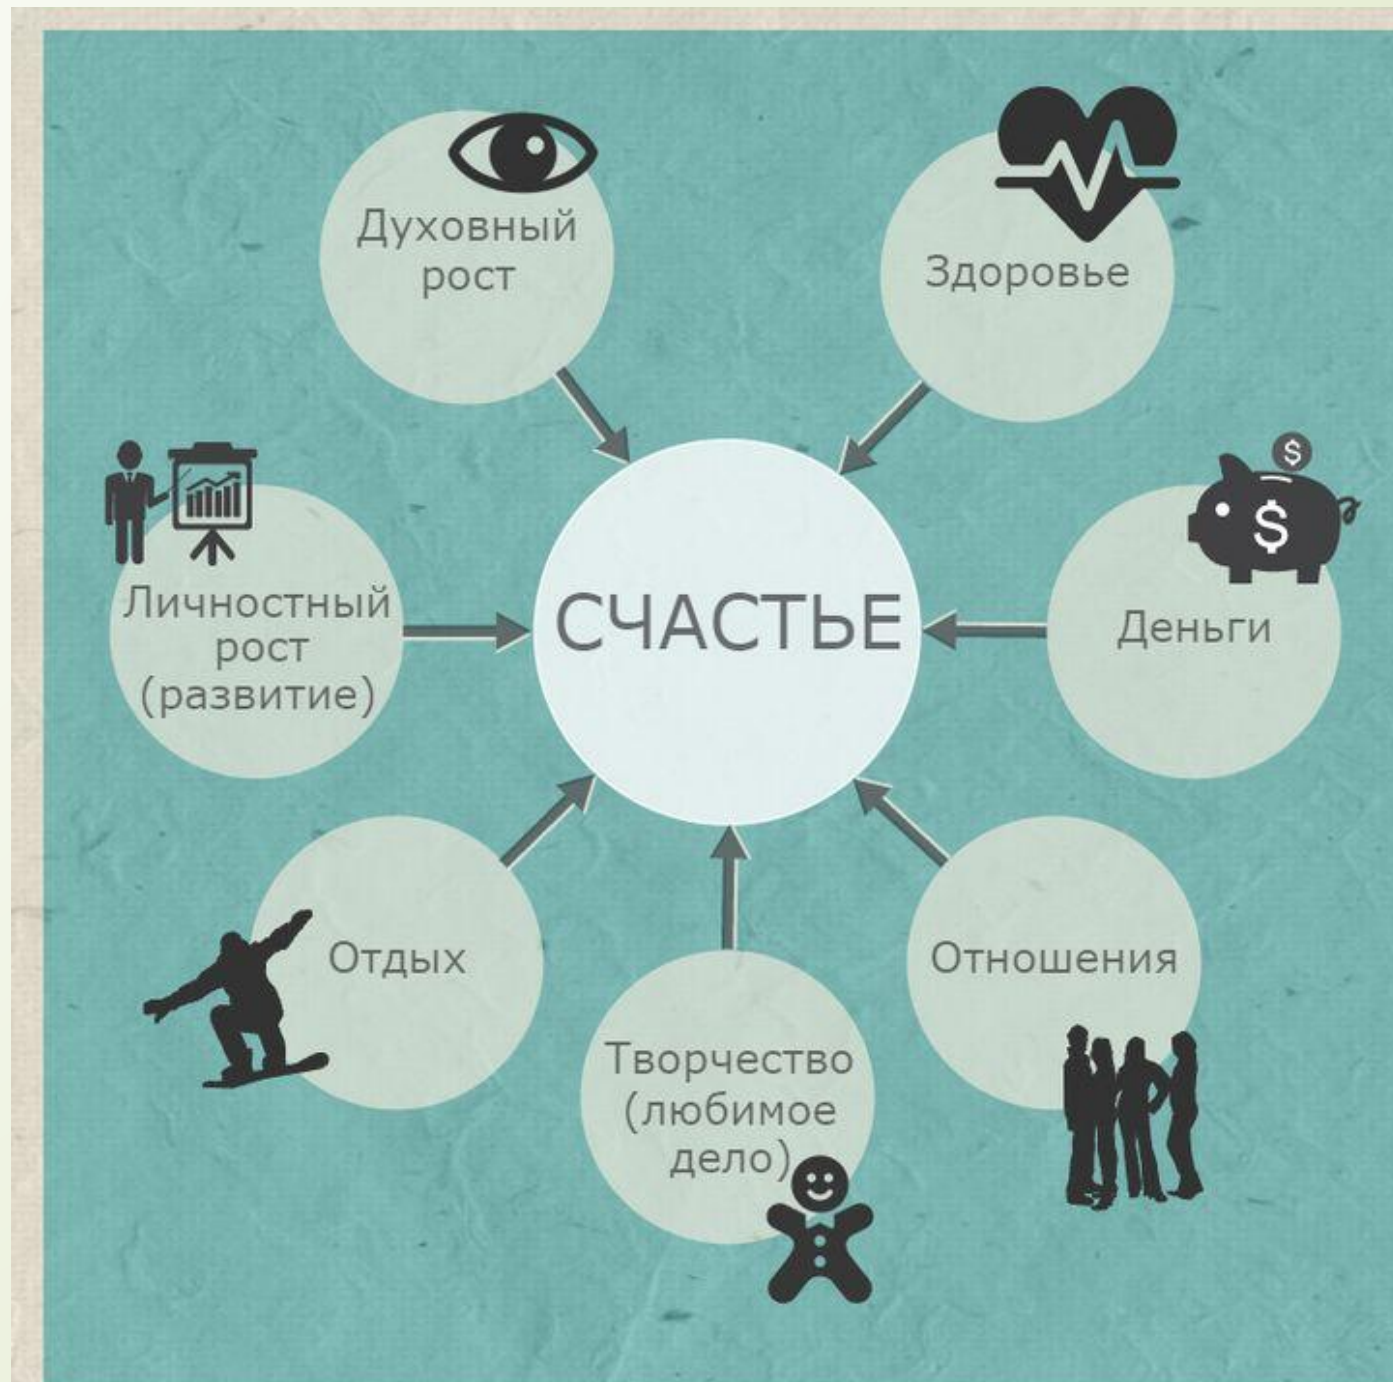 Духовный
рост
Здоровье
Личностный
рост
(развитие)
СЧАСТЬЕ
$
$
Деньги
Отдых
Отношения
Творчество
(любимое
дело)